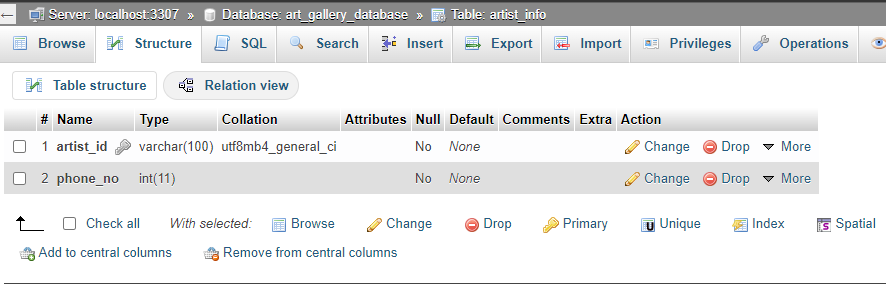 Server: localhost:3307 » Database: art_gallery_database » Table: artist_info
Browse Structure SQL Search Insert Export Import Privileges Operations
Table structure Relation view
# Name Type Collation Attributes Null Default Comments Extra Action
1 artist_id varchar(100) utf8mb4_general_ci No None Change Drop More
2 phone_no int(11) No None Change Drop More
Check all With selected: Browse Change Drop Primary Unique Index Spatial
Add to central columns Remove from central columns